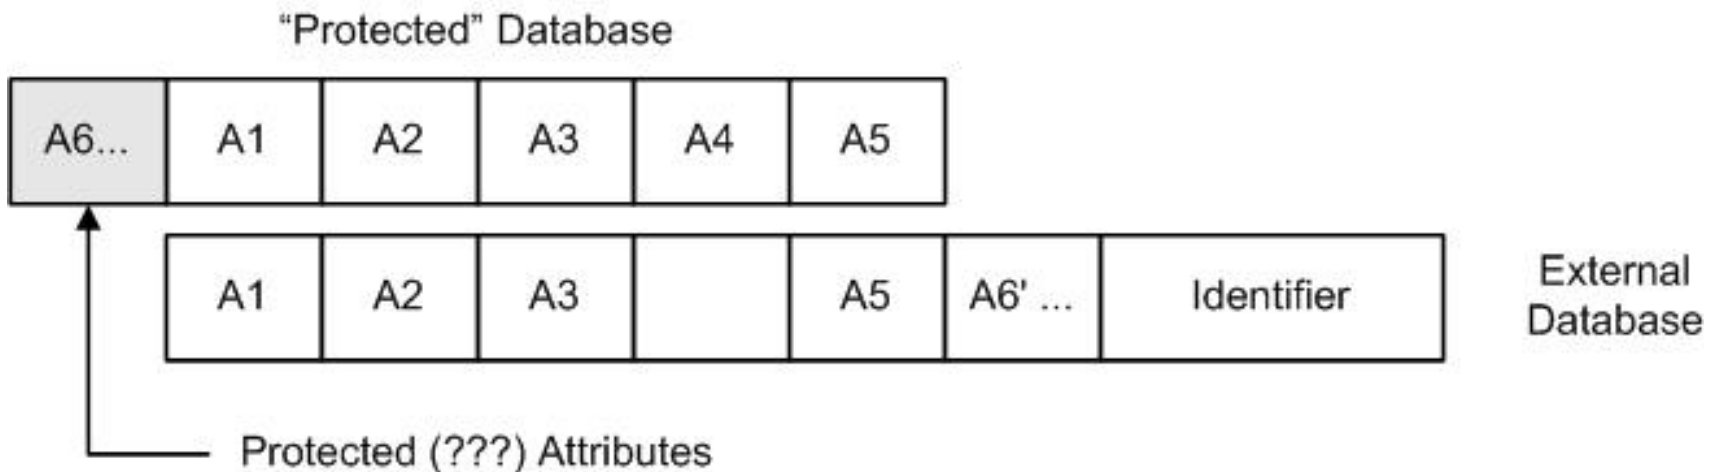 “Protected” Database
A6... A1 A2 A3 A4 A5
A1 A2 A3 A5 A6' ... Identifier
External
Database
Protected (???) Attributes